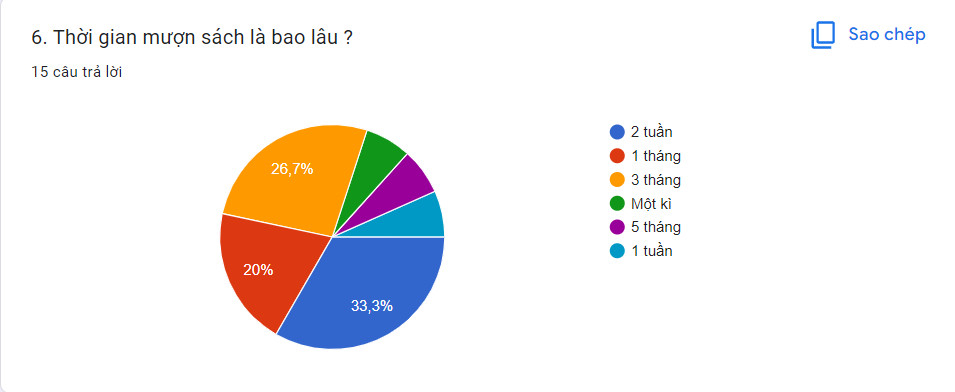 6. Thời gian mượn sách là bao lâu ?
Sao chép
15 câu trả lời
26,7%
20%
33,3%
2 tuần
1 tháng
3 tháng
Một kì
5 tháng
1 tuần